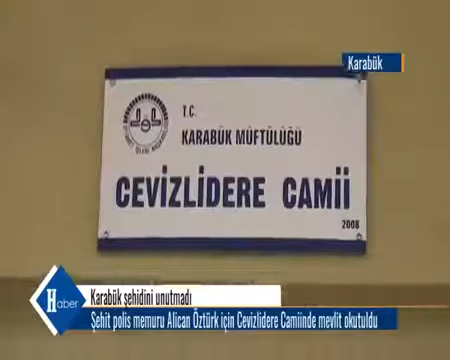 Karabük
T.C.
KARABÜK MÜFTÜLÜĞÜ
CEVİZLİDERE CAMİİ
2008
Haber
Karabük şehidini unutmadı
Şehit polis memuru Alican Öztürk için Cevizlidere Camiinde mevlit okutuldu